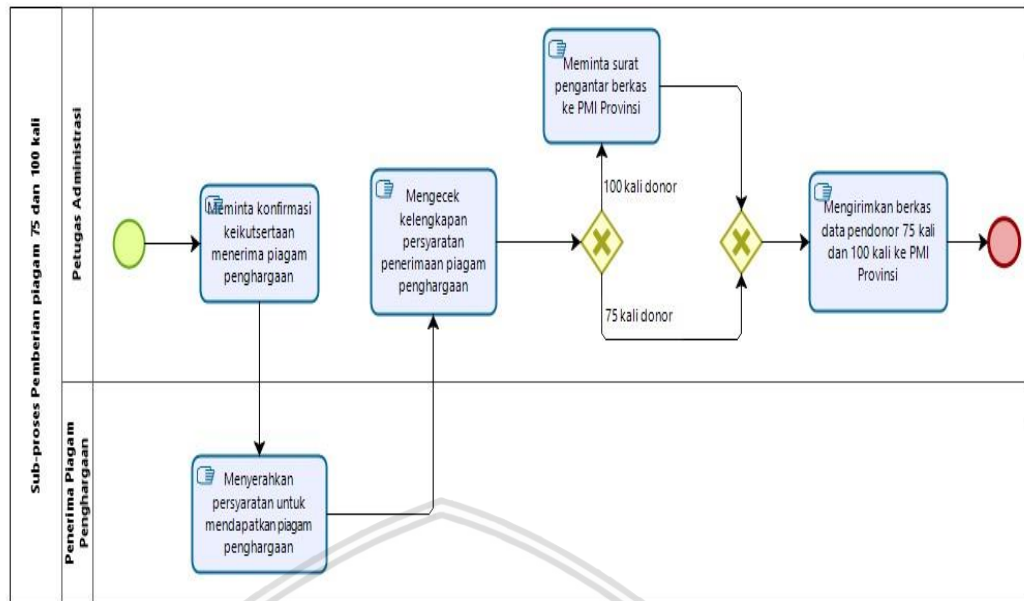 Sub-proses Pemberian piagam 75 dan 100 kali
Petugas Administrasi
Meminta konfirmasi
keikutsertaan
menerima piagam
penghargaan
Mengecek
kelengkapan
persyaratan
penerimaan piagam
penghargaan
Meminta surat
pengantar berkas
ke PMI Provinsi
100 kali donor
75 kali donor
Mengirimkan berkas
data pendonor 75 kali
dan 100 kali ke PMI
Provinsi
Penerima Piagam
Penghargaan
Menyerahkan
persyaratan untuk
mendapatkan piagam
penghargaan